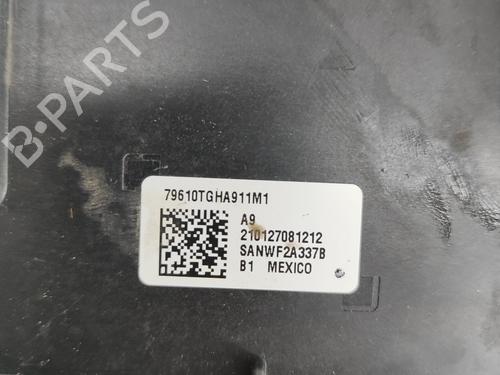 B-PARTS
79610TGHA911M1
A9
210127081212
SANWF2A337B
B1 MEXICO